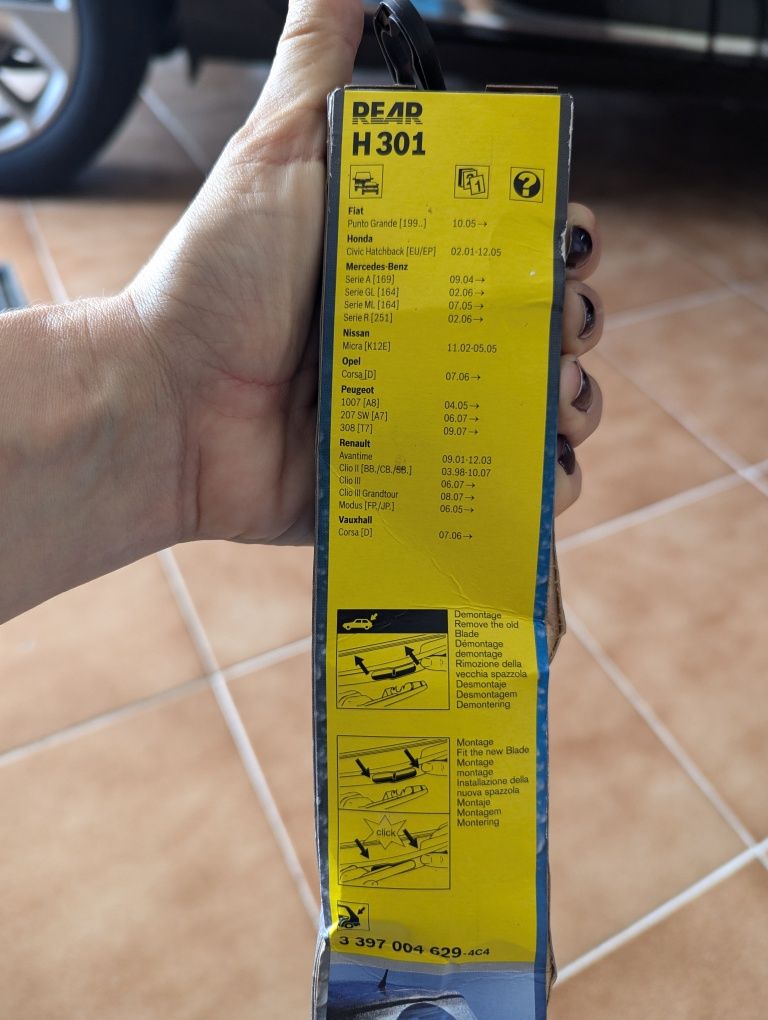 REAR
H 301
2 1 ?
Fiat
Punto Grande [199..] 10.05→
Honda
Civic Hatchback [EU/EP] 02.01-12.05
Mercedes-Benz
Serie A [169] 09.04→
Serie GL [164] 02.06→
Serie ML [164] 07.05→
Serie R [251] 02.06→
Nissan
Micra [K12E] 11.02-05.05
Opel
Corsa [D] 07.06→
Peugeot
1007 [A8] 04.05→
207 SW [A7] 06.07→
308 [T7] 09.07→
Renault
Avantime 09.01-12.03
Clio II [BB./CB./SB.] 03.98-10.07
Clio III 06.07→
Clio III Grandtour 08.07→
Modus [FP./JP.] 06.05→
Vauxhall
Corsa [D] 07.06→
Demontage
Remove the old
Blade
Démontage
demontage
Rimozione della
vecchia spazzola
Desmontaje
Desmontagem
Demontering
Montage
Fit the new Blade
Montage
montage
Installazione della
nuova spazzola
Montaje
Montagem
Montering
click
3 397 004 629-4C4